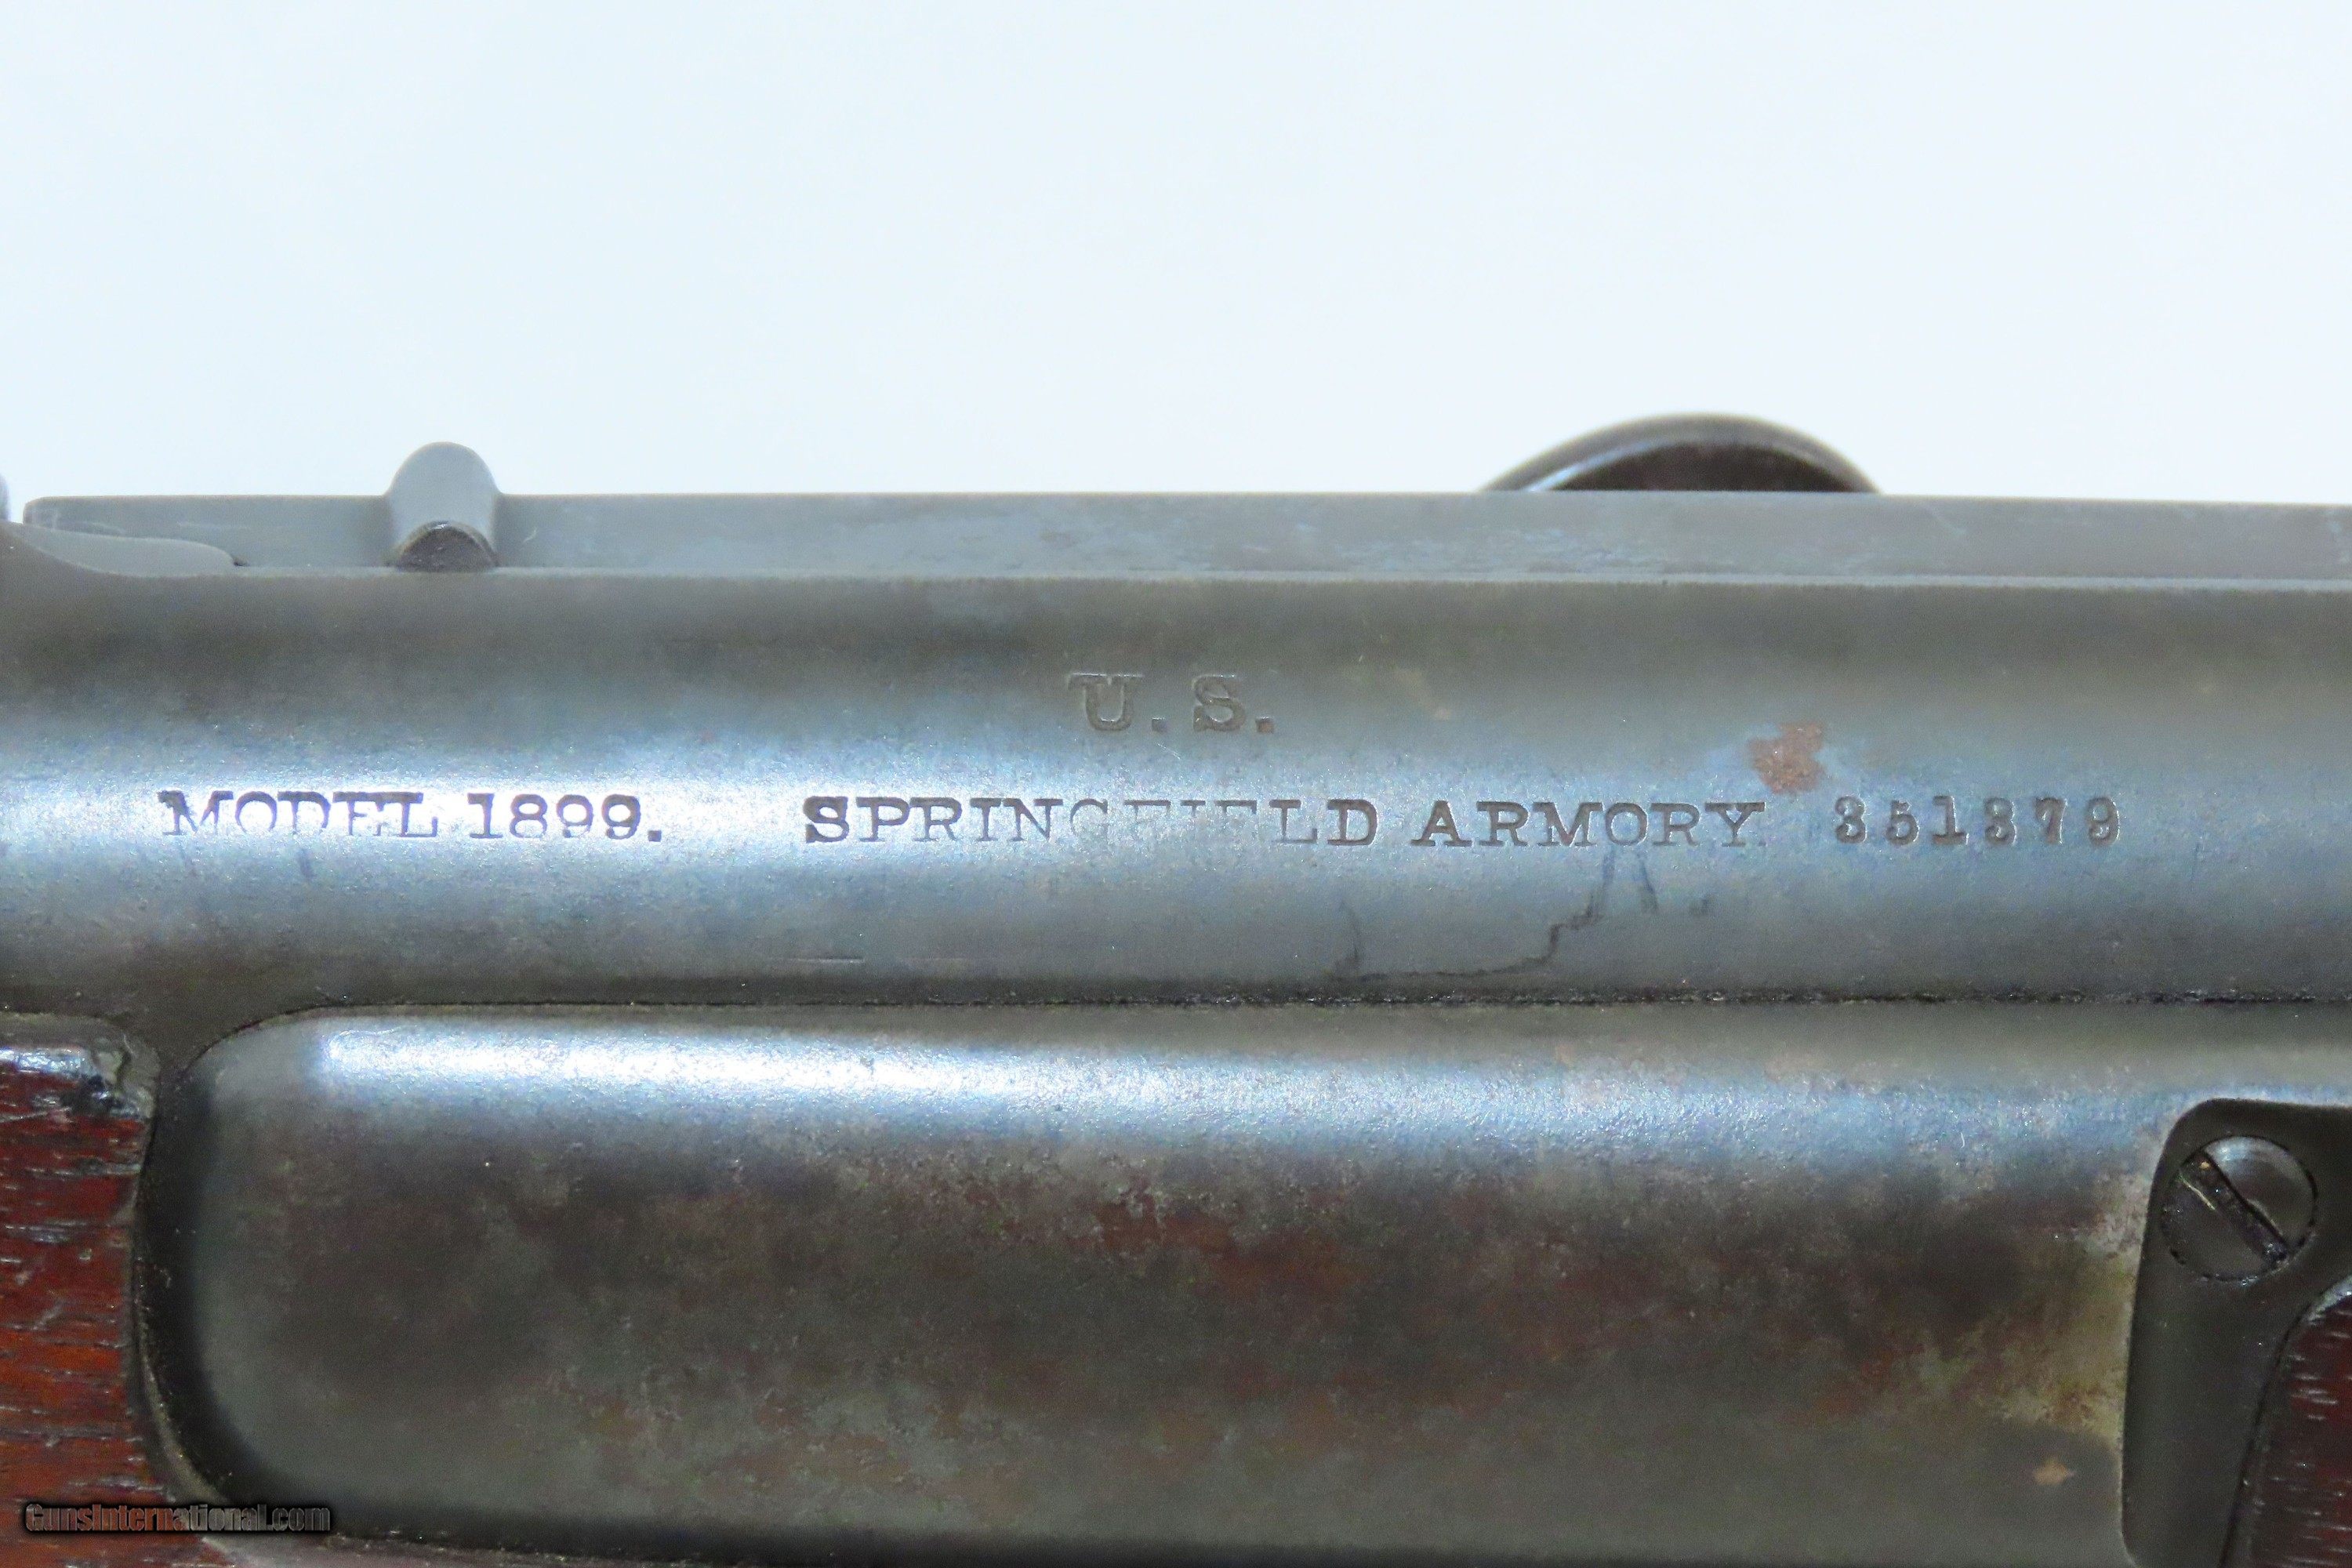 U.S.
MODEL 1899. SPRINGFIELD ARMORY. 351379
GunsInternational.com